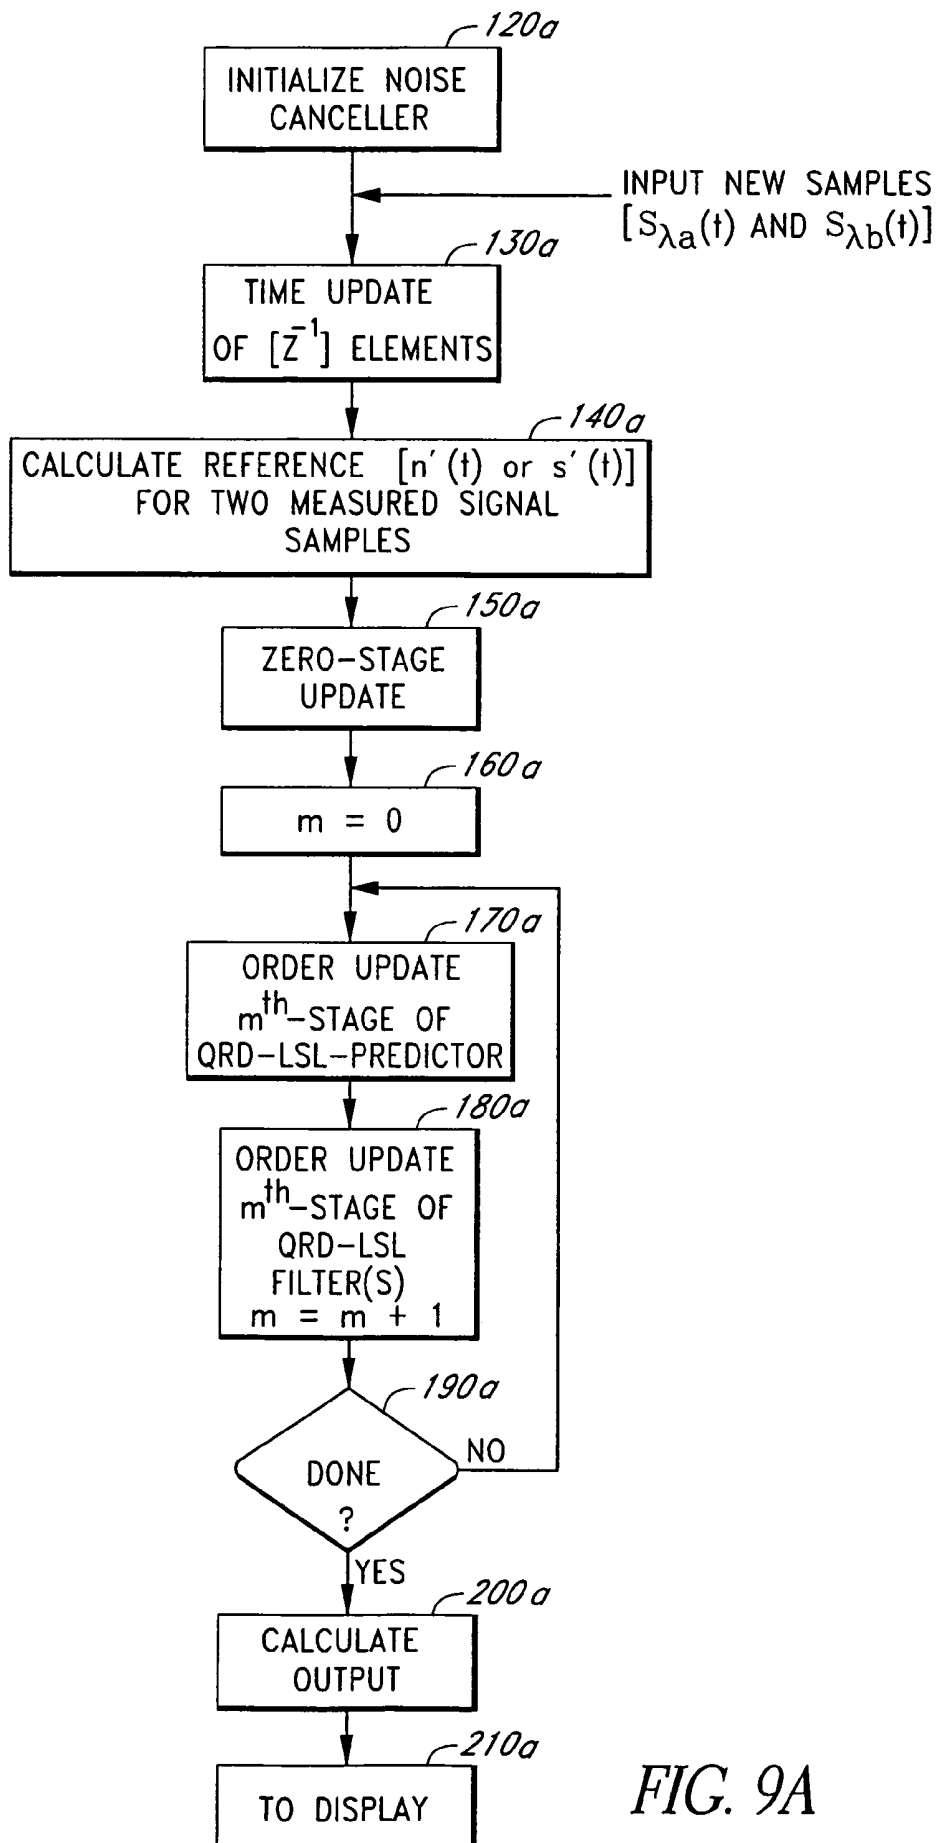 120a
INITIALIZE NOISE
CANCELLER
INPUT NEW SAMPLES
[Sλa(t) AND Sλb(t)]
130a
TIME UPDATE
OF [Z⁻¹] ELEMENTS
140a
CALCULATE REFERENCE [n'(t) or s'(t)]
FOR TWO MEASURED SIGNAL
SAMPLES
150a
ZERO-STAGE
UPDATE
160a
m = 0
170a
ORDER UPDATE
mth-STAGE OF
QRD-LSL-PREDICTOR
180a
ORDER UPDATE
mth-STAGE OF
QRD-LSL
FILTER(S)
m = m + 1
190a
NO
DONE
?
YES
200a
CALCULATE
OUTPUT
210a
TO DISPLAY
FIG. 9A